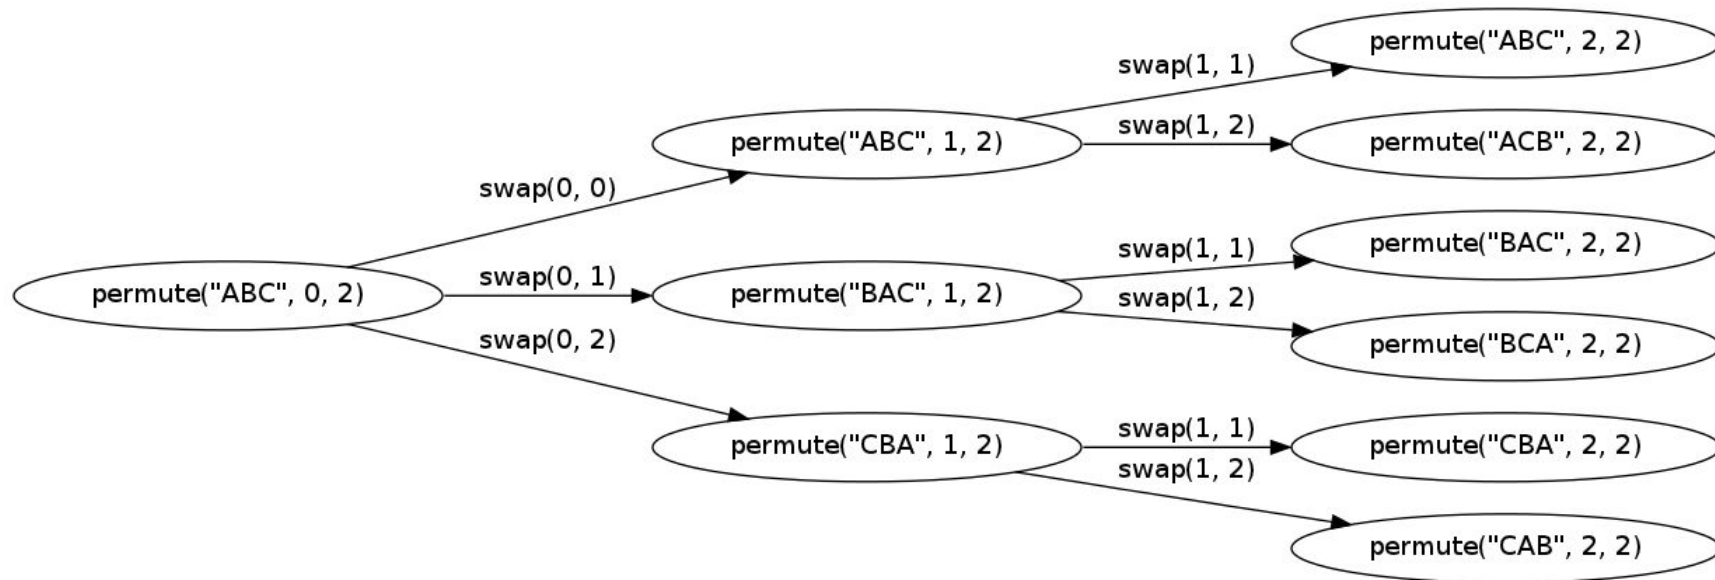 permute("ABC", 2, 2)
swap(1, 1)
swap(1, 2)
permute("ABC", 1, 2)
permute("ACB", 2, 2)
swap(0, 0)
swap(1, 1)
permute("BAC", 2, 2)
swap(0, 1)
permute("ABC", 0, 2)
permute("BAC", 1, 2)
swap(1, 2)
swap(0, 2)
permute("BCA", 2, 2)
swap(1, 1)
permute("CBA", 1, 2)
permute("CBA", 2, 2)
swap(1, 2)
permute("CAB", 2, 2)